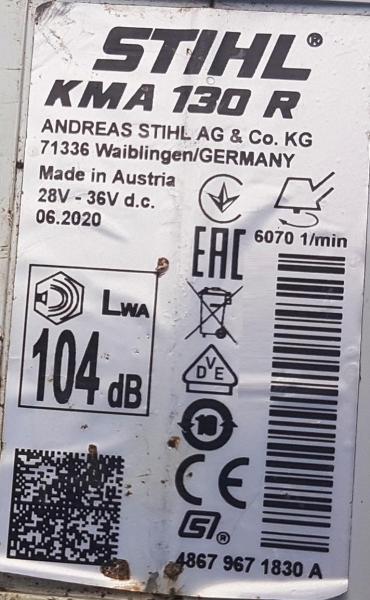 STIHL®
KMA 130 R
ANDREAS STIHL AG & Co. KG
71336 Waiblingen/GERMANY
Made in Austria
28V - 36V d.c.
06.2020
6070 1/min
EAC
LWA
104 dB
DVE
10
CE
®
4867 967 1830 A